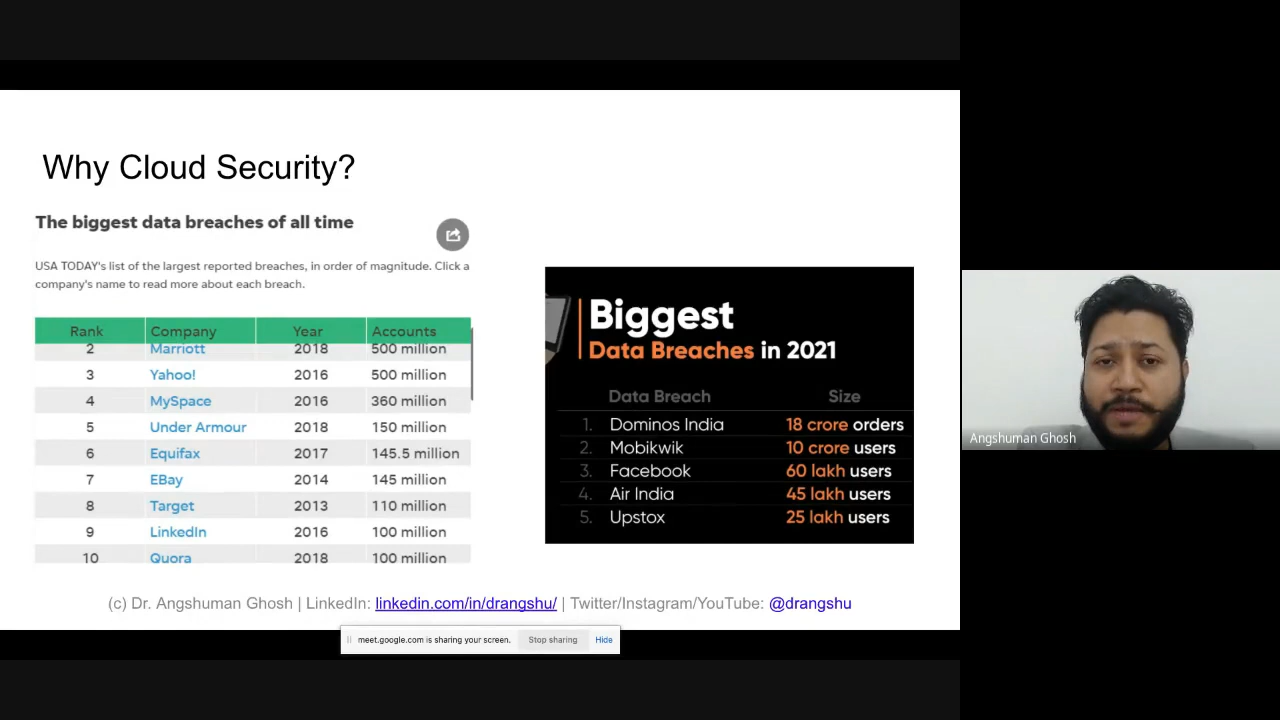 Why Cloud Security?
The biggest data breaches of all time
USA TODAY's list of the largest reported breaches, in order of magnitude. Click a
company's name to read more about each breach.
Rank Company Year Accounts
2 Marriott 2018 500 million
3 Yahoo! 2016 500 million
4 MySpace 2016 360 million
5 Under Armour 2018 150 million
6 Equifax 2017 145.5 million
7 EBay 2014 145 million
8 Target 2013 110 million
9 LinkedIn 2016 100 million
10 Quora 2018 100 million
Biggest
Data Breaches in 2021
Data Breach Size
1. Dominos India 18 crore orders
2. Mobikwik 10 crore users
3. Facebook 60 lakh users
4. Air India 45 lakh users
5. Upstox 25 lakh users
(c) Dr. Angshuman Ghosh | LinkedIn: linkedin.com/in/drangshu/ | Twitter/Instagram/YouTube: @drangshu
meet.google.com is sharing your screen. Stop sharing Hide
Angshuman Ghosh